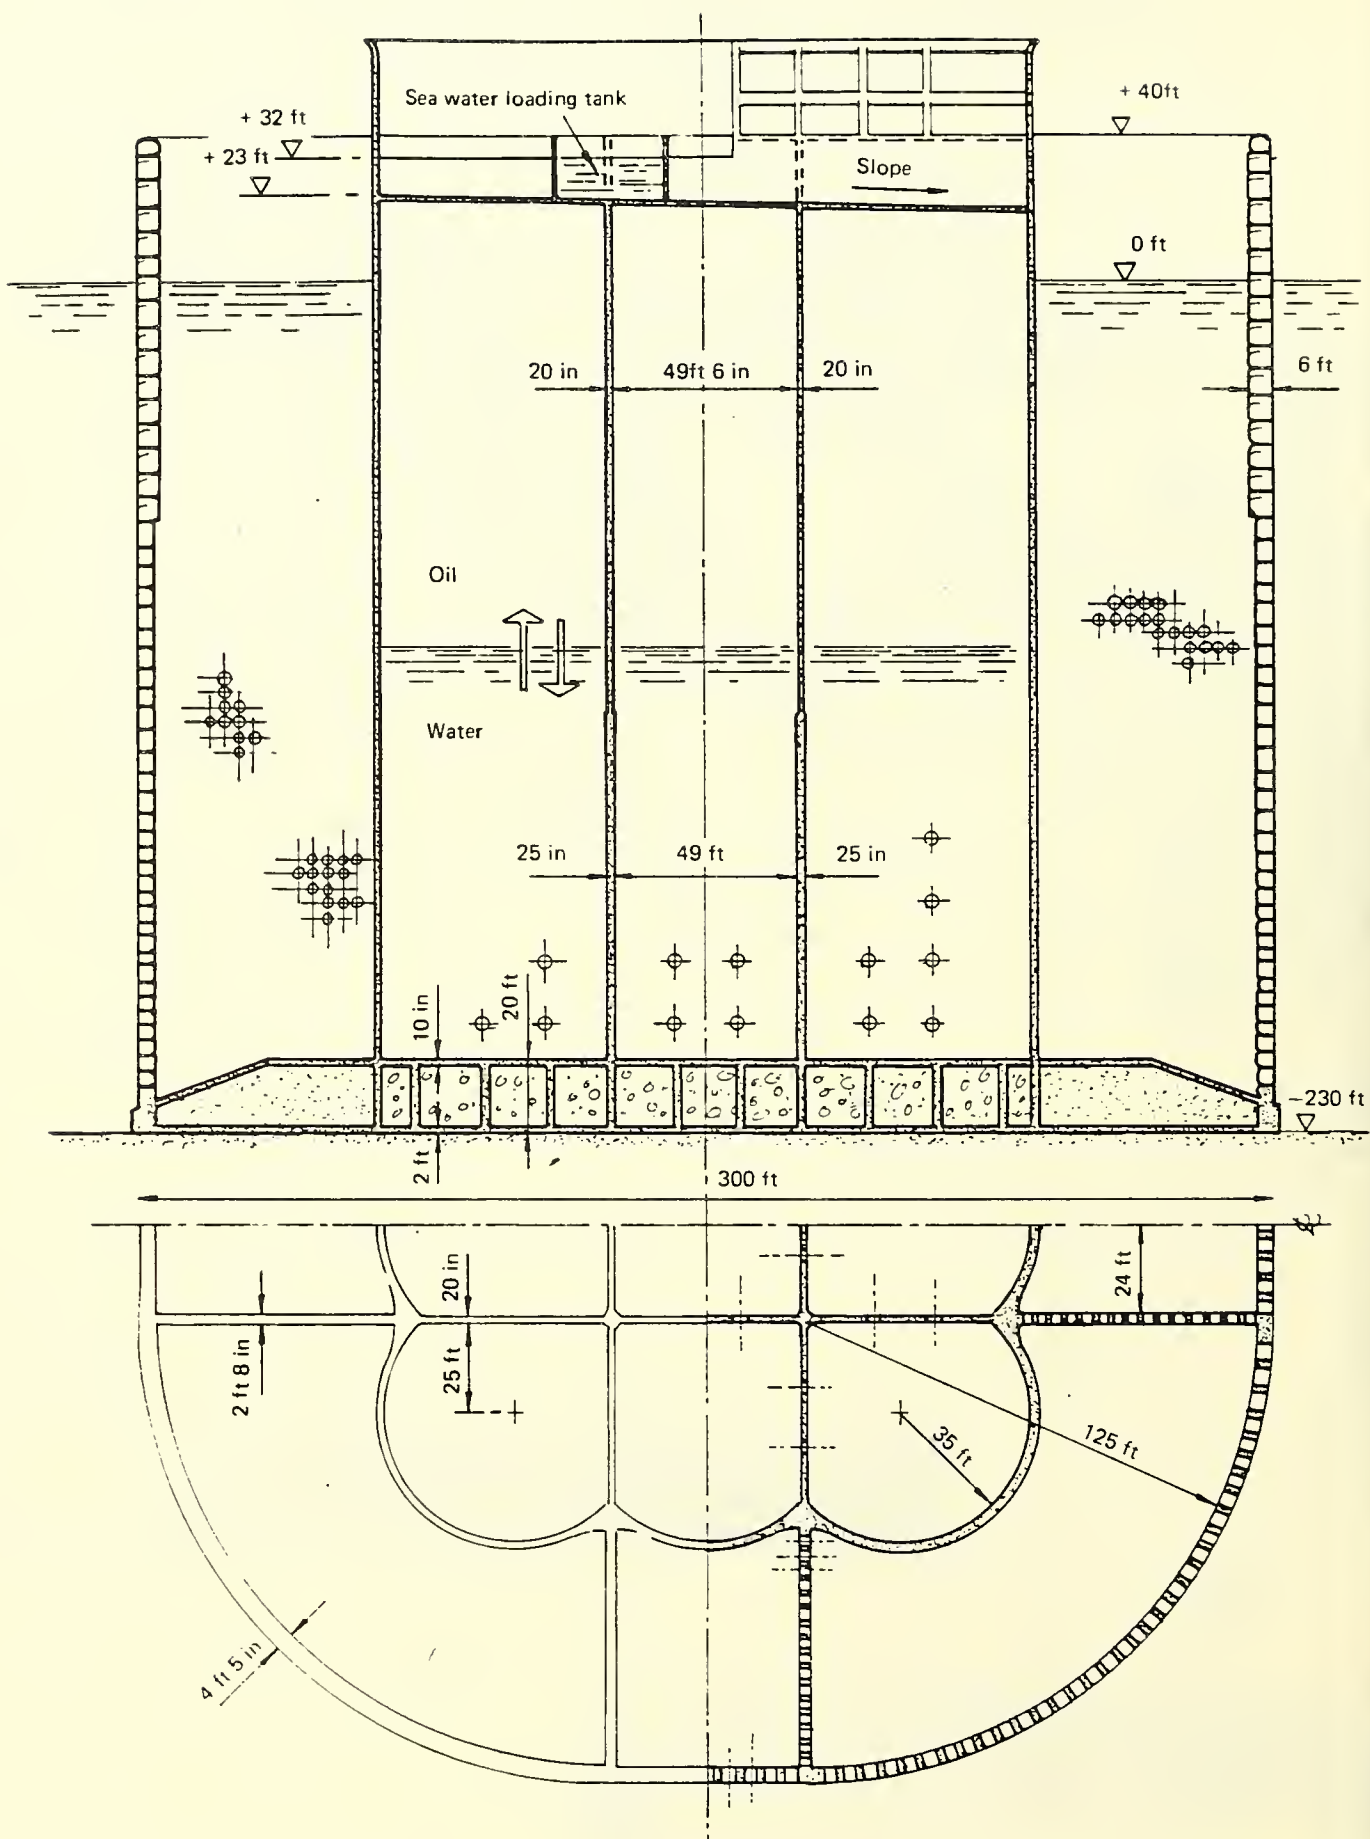 Sea water loading tank
+ 32 ft
+ 40ft
+ 23 ft
Slope
0 ft
20 in
49ft 6 in
20 in
6 ft
Oil
Water
25 in
49 ft
25 in
10 in
20 ft
-230 ft
2 ft
300 ft
20 in
24 ft
2 ft 8 in
25 ft
35 ft
125 ft
4 ft 5 in